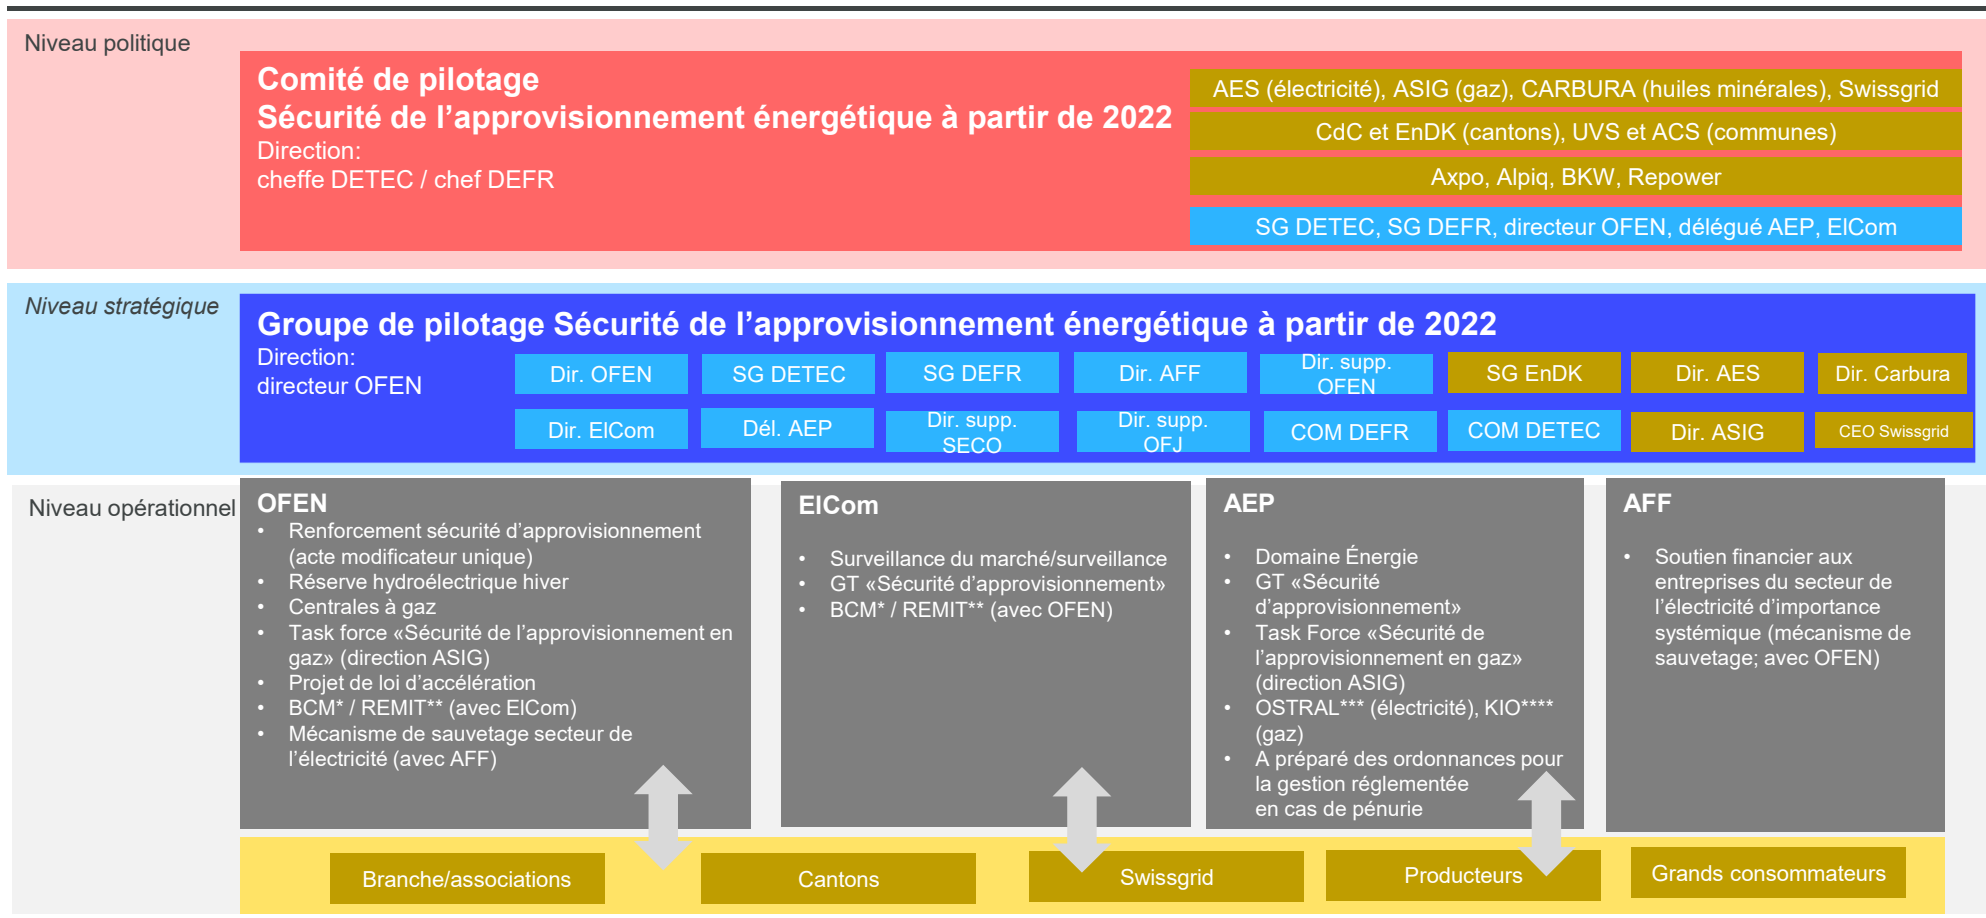 Niveau politique
Comité de pilotage
Sécurité de l'approvisionnement énergétique à partir de 2022
Direction:
cheffe DETEC / chef DEFR
AES (électricité), ASIG (gaz), CARBURA (huiles minérales), Swissgrid
CdC et EnDK (cantons), UVS et ACS (communes)
Axpo, Alpiq, BKW, Repower
SG DETEC, SG DEFR, directeur OFEN, délégué AEP, ElCom
Niveau stratégique
Groupe de pilotage Sécurité de l'approvisionnement énergétique à partir de 2022
Direction:
directeur OFEN
Dir. OFEN
SG DETEC
SG DEFR
Dir. AFF
Dir. supp.
OFEN
SG EnDK
Dir. AES
Dir. Carbura
Dir. ElCom
Dél. AEP
Dir. supp.
SECO
Dir. supp.
OFJ
COM DEFR
COM DETEC
Dir. ASIG
CEO Swissgrid
Niveau opérationnel
OFEN
• Renforcement sécurité d'approvisionnement
(acte modificateur unique)
• Réserve hydroélectrique hiver
• Centrales à gaz
• Task force «Sécurité de l'approvisionnement en
gaz» (direction ASIG)
• Projet de loi d'accélération
• BCM* / REMIT** (avec ElCom)
• Mécanisme de sauvetage secteur de
l'électricité (avec AFF)
ElCom
• Surveillance du marché/surveillance
• GT «Sécurité d'approvisionnement»
• BCM* / REMIT** (avec OFEN)
AEP
• Domaine Énergie
• GT «Sécurité
d'approvisionnement»
• Task Force «Sécurité de
l'approvisionnement en gaz»
(direction ASIG)
• OSTRAL*** (électricité), KIO****
(gaz)
• A préparé des ordonnances pour
la gestion réglementée
en cas de pénurie
AFF
• Soutien financier aux
entreprises du secteur de
l'électricité d'importance
systémique (mécanisme de
sauvetage; avec OFEN)
Branche/associations
Cantons
Swissgrid
Producteurs
Grands consommateurs